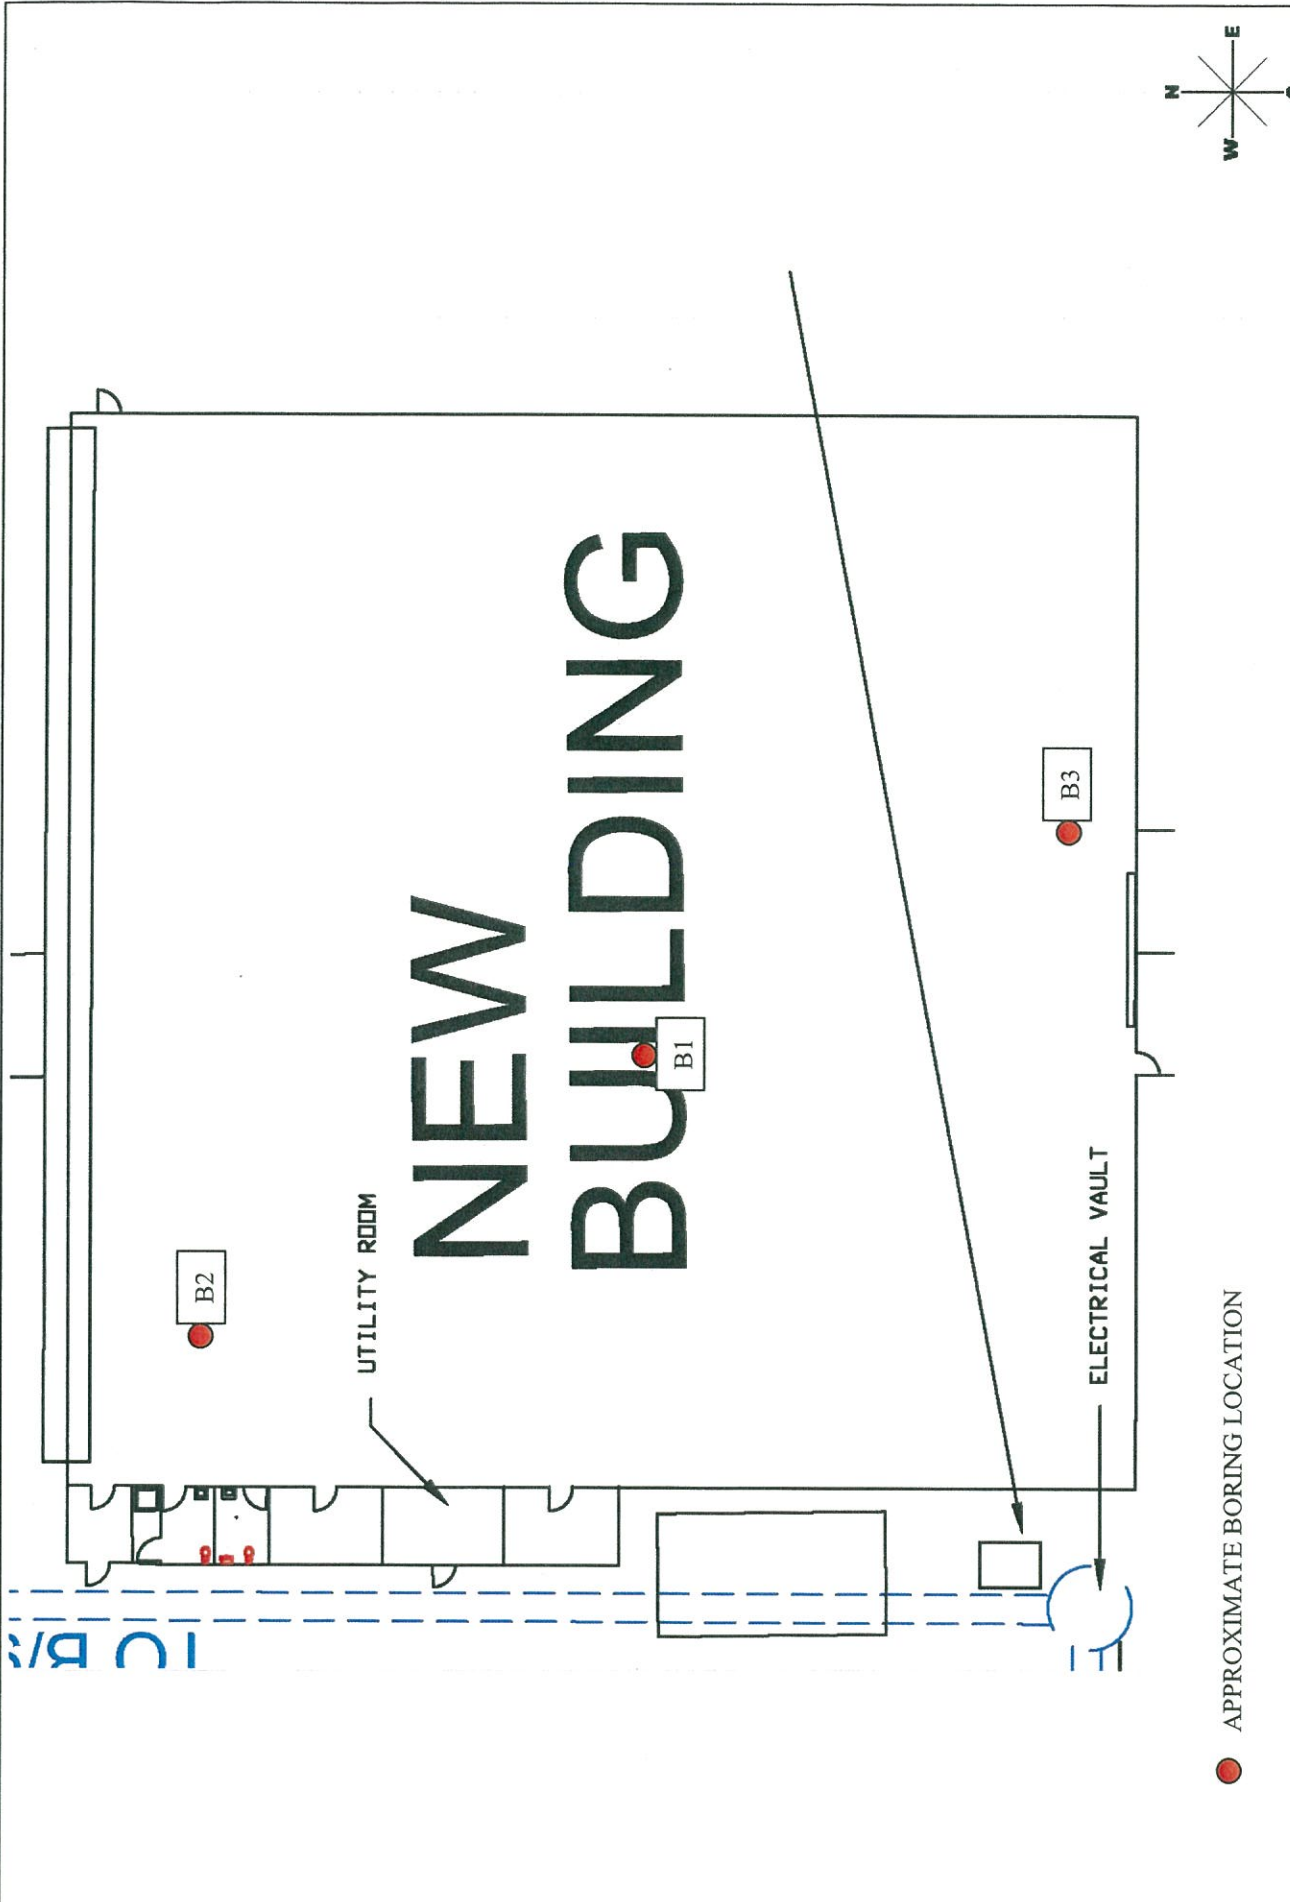 N
W
E
B2
UTILITY ROOM
NEW
BUILDING
B1
B3
ELECTRICAL VAULT
APPROXIMATE BORING LOCATION